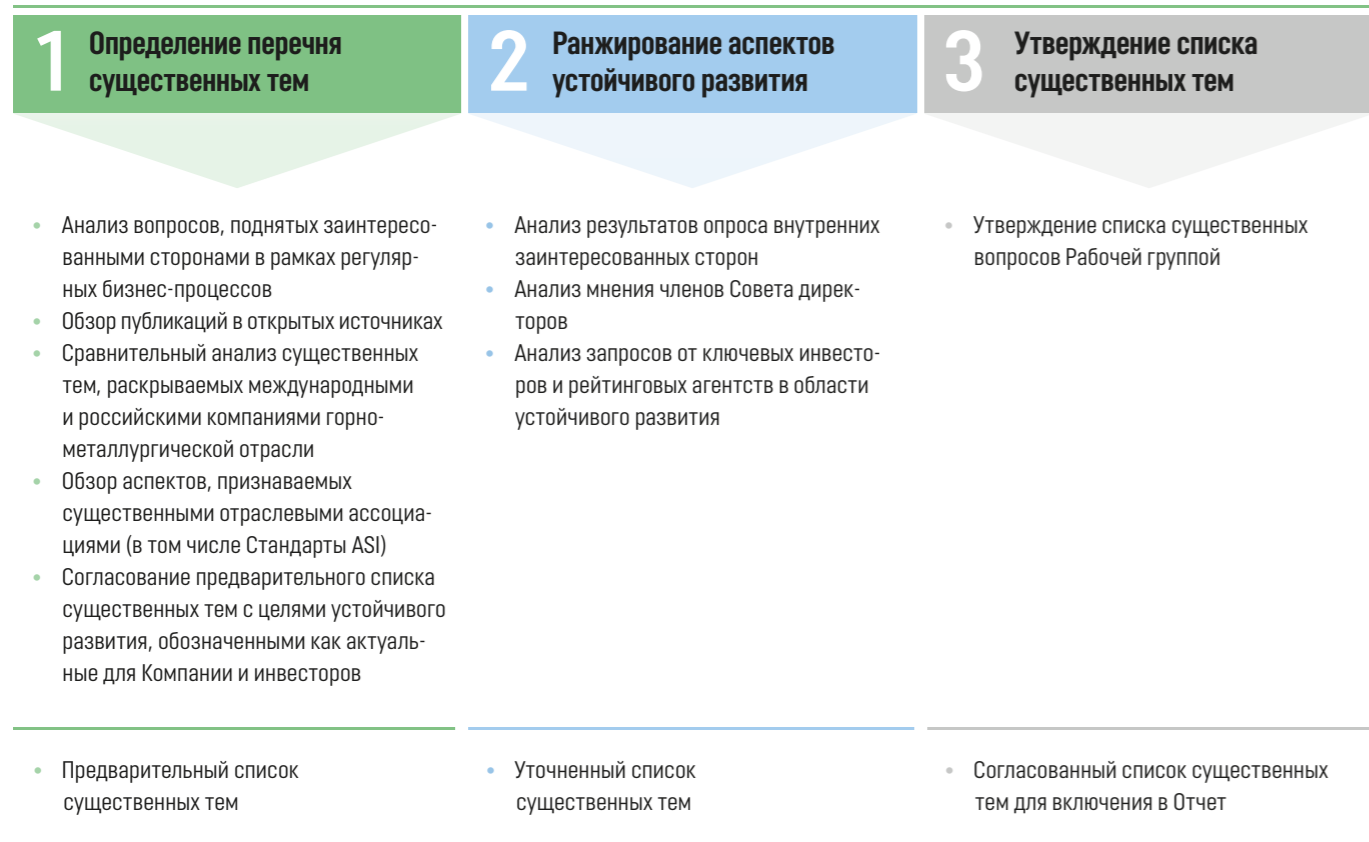 1
Определение перечня
существенных тем
2
Ранжирование аспектов
устойчивого развития
3
Утверждение списка
существенных тем
• Анализ вопросов, поднятых заинтересо-
ванными сторонами в рамках регуляр-
ных бизнес-процессов
• Обзор публикаций в открытых источниках
• Сравнительный анализ существенных
тем, раскрываемых международными
и российскими компаниями горно-
металлургической отрасли
• Обзор аспектов, признаваемых
существенными отраслевыми ассоциа-
циями (в том числе Стандарты ASI)
• Согласование предварительного списка
существенных тем с целями устойчивого
развития, обозначенными как актуаль-
ные для Компании и инвесторов
• Анализ результатов опроса внутренних
заинтересованных сторон
• Анализ мнения членов Совета дирек-
торов
• Анализ запросов от ключевых инвесто-
ров и рейтинговых агентств в области
устойчивого развития
• Утверждение списка существенных
вопросов Рабочей группой
• Предварительный список
существенных тем
• Уточненный список
существенных тем
• Согласованный список существенных
тем для включения в Отчет